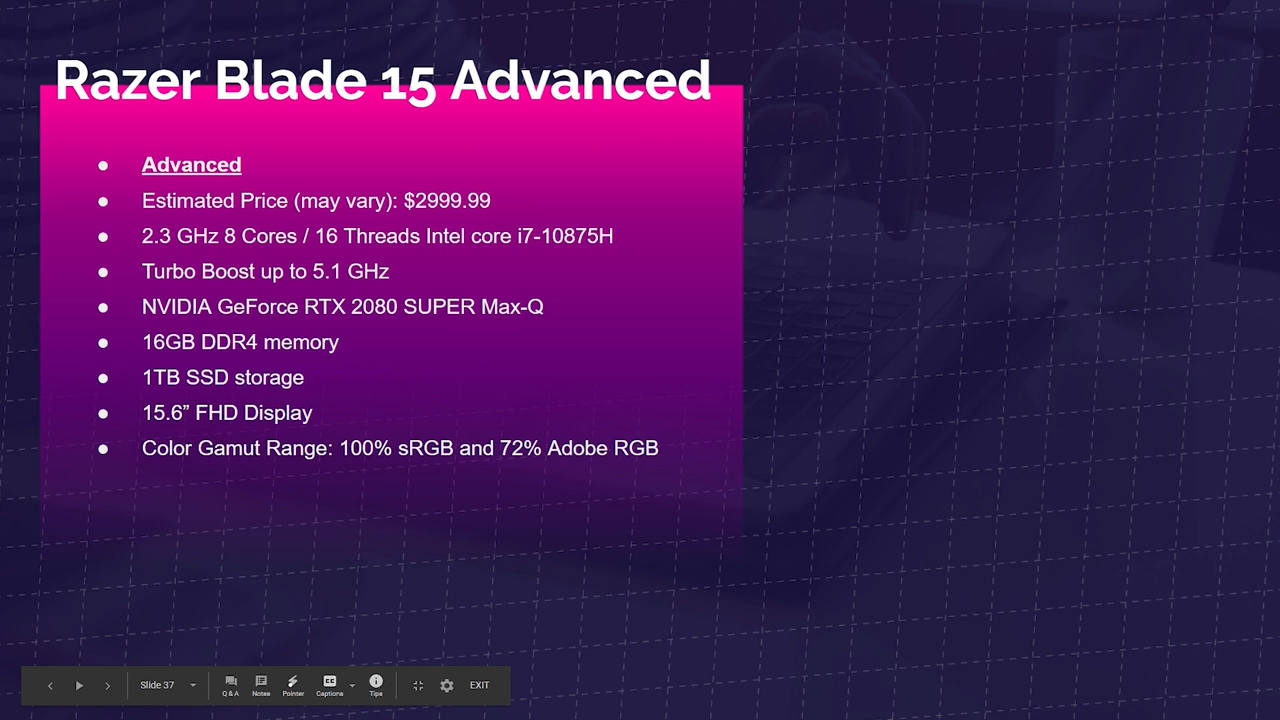 Razer Blade 15 Advanced
● Advanced
● Estimated Price (may vary): $2999.99
● 2.3 GHz 8 Cores / 16 Threads Intel core i7-10875H
● Turbo Boost up to 5.1 GHz
● NVIDIA GeForce RTX 2080 SUPER Max-Q
● 16GB DDR4 memory
● 1TB SSD storage
● 15.6” FHD Display
● Color Gamut Range: 100% sRGB and 72% Adobe RGB
Slide 37 Q & A Notes Pointer CC Captions Tips EXIT